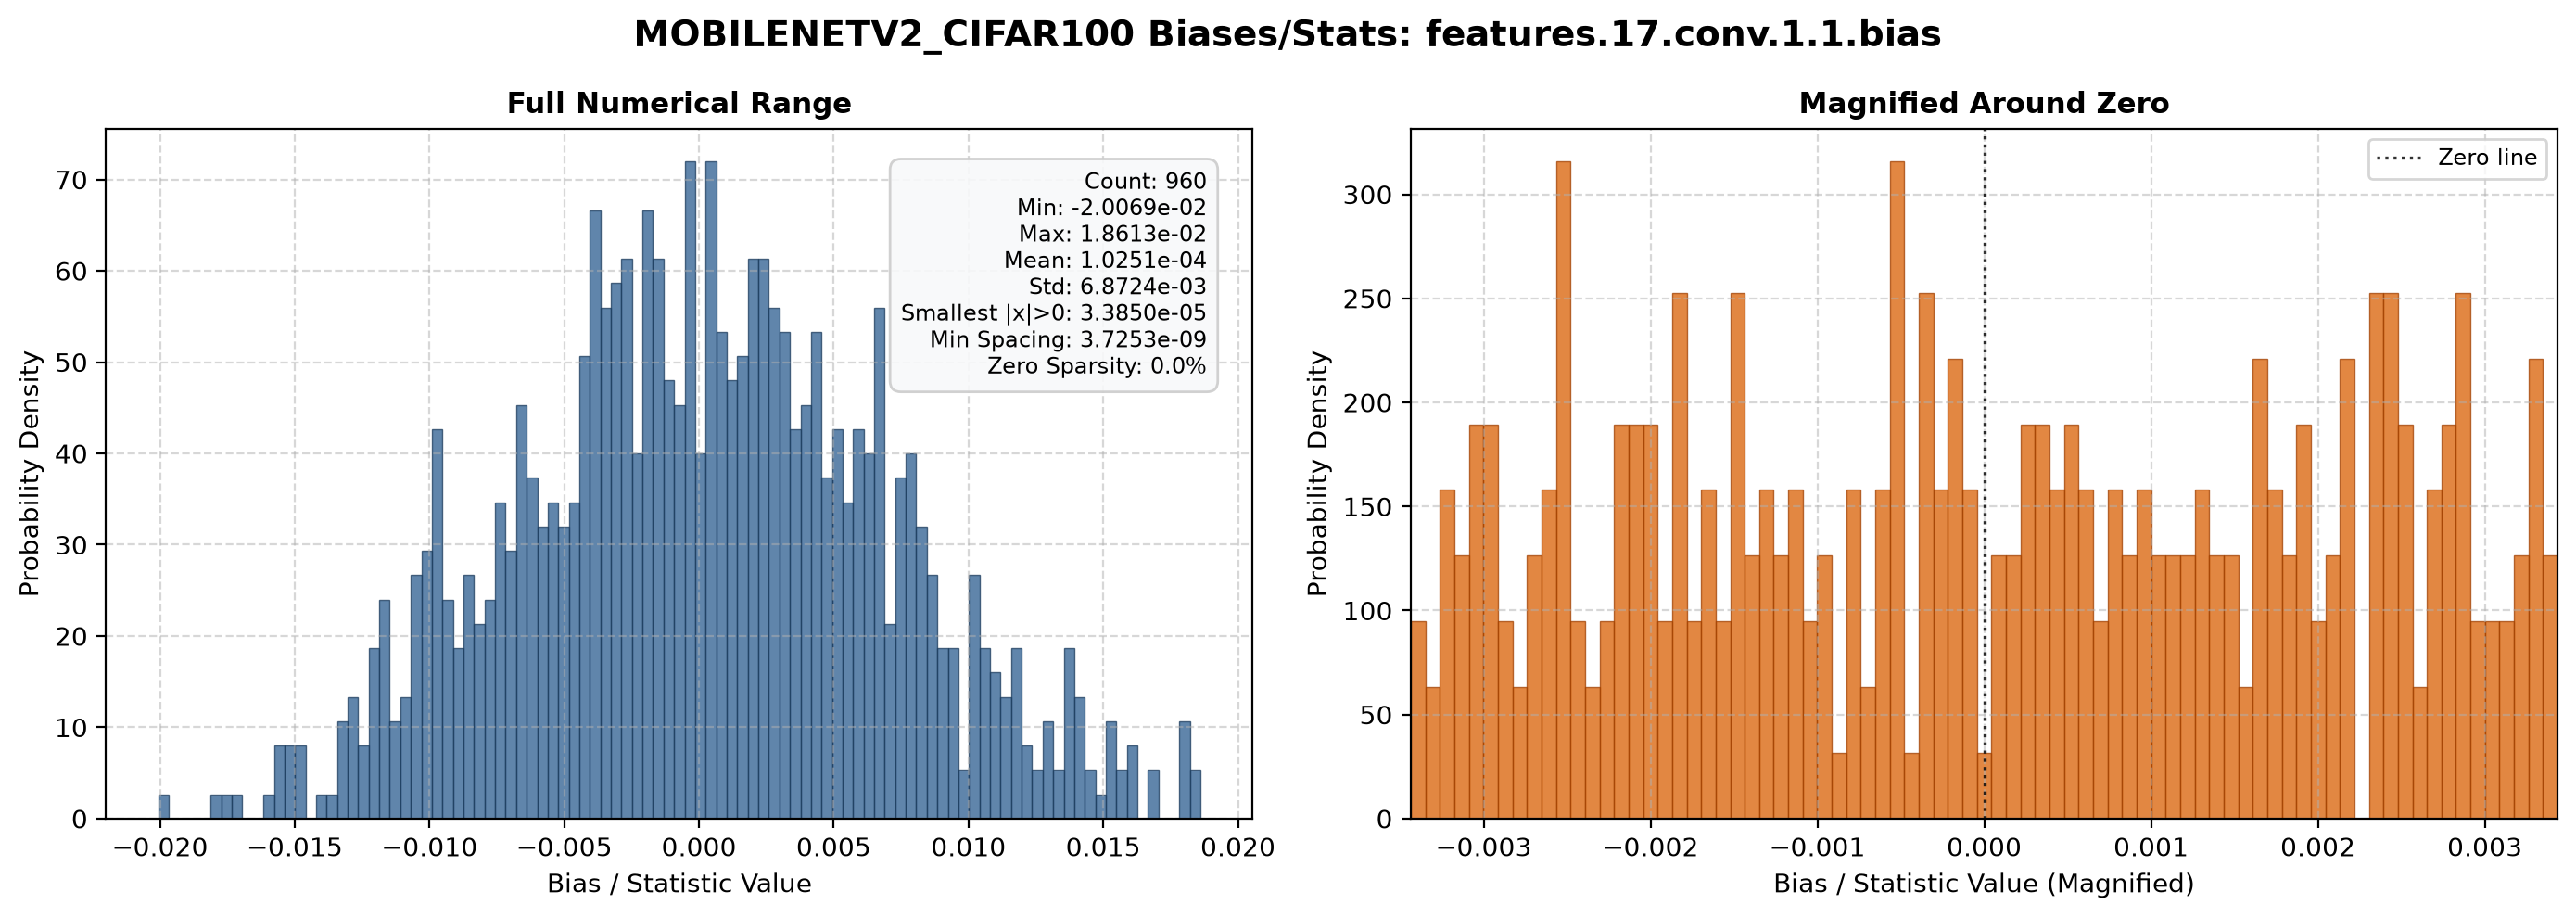 MOBILENETV2_CIFAR100 Biases/Stats: features.17.conv.1.1.bias
Full Numerical Range
Probability Density
70
60
50
40
30
20
10
0
Count: 960
Min: -2.0069e-02
Max: 1.8613e-02
Mean: 1.0251e-04
Std: 6.8724e-03
Smallest |x|>0: 3.3850e-05
Min Spacing: 3.7253e-09
Zero Sparsity: 0.0%
−0.020 −0.015 −0.010 −0.005 0.000 0.005 0.010 0.015 0.020
Bias / Statistic Value
Magnified Around Zero
Probability Density
300
250
200
150
100
50
0
Zero line
−0.003 −0.002 −0.001 0.000 0.001 0.002 0.003
Bias / Statistic Value (Magnified)